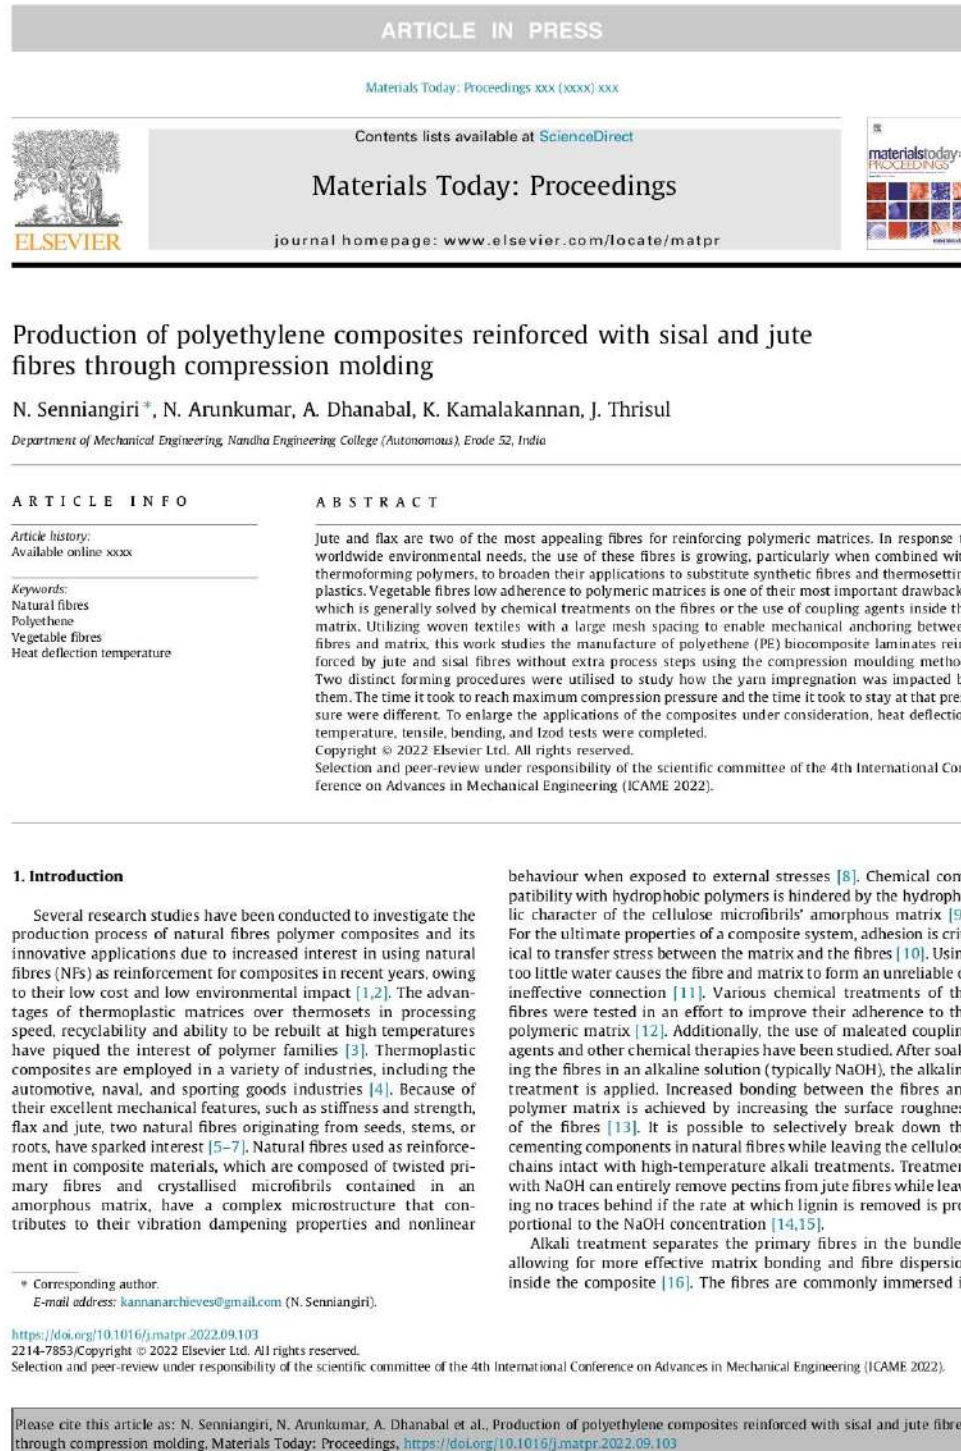 ARTICLE IN PRESS
Materials Today: Proceedings xxx (xxxx) xxx
Contents lists available at ScienceDirect
Materials Today: Proceedings
journal homepage: www.elsevier.com/locate/matpr
ELSEVIER
materialstoday:
PROCEEDINGS
Production of polyethylene composites reinforced with sisal and jute
fibres through compression molding
N. Senniangiri *, N. Arunkumar, A. Dhanabal, K. Kamalakannan, J. Thrisul
Department of Mechanical Engineering, Nandha Engineering College (Autonomous), Erode 52, India
ARTICLE INFO
Article history:
Available online xxxx
Keywords:
Natural fibres
Polyethene
Vegetable fibres
Heat deflection temperature
ABSTRACT
Jute and flax are two of the most appealing fibres for reinforcing polymeric matrices. In response t
worldwide environmental needs, the use of these fibres is growing, particularly when combined wit
thermoforming polymers, to broaden their applications to substitute synthetic fibres and thermosettin
plastics. Vegetable fibres low adherence to polymeric matrices is one of their most important drawback
which is generally solved by chemical treatments on the fibres or the use of coupling agents inside th
matrix. Utilizing woven textiles with a large mesh spacing to enable mechanical anchoring betwee
fibres and matrix, this work studies the manufacture of polyethene (PE) biocomposite laminates rein
forced by jute and sisal fibres without extra process steps using the compression moulding metho
Two distinct forming procedures were utilised to study how the yarn impregnation was impacted b
them. The time it took to reach maximum compression pressure and the time it took to stay at that pre
sure were different. To enlarge the applications of the composites under consideration, heat deflectio
temperature, tensile, bending, and Izod tests were completed.
Copyright © 2022 Elsevier Ltd. All rights reserved.
Selection and peer-review under responsibility of the scientific committee of the 4th International Con
ference on Advances in Mechanical Engineering (ICAME 2022).
1. Introduction
Several research studies have been conducted to investigate the
production process of natural fibres polymer composites and its
innovative applications due to increased interest in using natural
fibres (NFs) as reinforcement for composites in recent years, owing
to their low cost and low environmental impact [1,2]. The advan-
tages of thermoplastic matrices over thermosets in processing
speed, recyclability and ability to be rebuilt at high temperatures
have piqued the interest of polymer families [3]. Thermoplastic
composites are employed in a variety of industries, including the
automotive, naval, and sporting goods industries [4]. Because of
their excellent mechanical features, such as stiffness and strength,
flax and jute, two natural fibres originating from seeds, stems, or
roots, have sparked interest [5–7]. Natural fibres used as reinforce-
ment in composite materials, which are composed of twisted pri-
mary fibres and crystallised microfibrils contained in an
amorphous matrix, have a complex microstructure that con-
tributes to their vibration dampening properties and nonlinear
behaviour when exposed to external stresses [8]. Chemical com
patibility with hydrophobic polymers is hindered by the hydroph
lic character of the cellulose microfibrils' amorphous matrix [9
For the ultimate properties of a composite system, adhesion is crit
ical to transfer stress between the matrix and the fibres [10]. Usin
too little water causes the fibre and matrix to form an unreliable o
ineffective connection [11]. Various chemical treatments of th
fibres were tested in an effort to improve their adherence to th
polymeric matrix [12]. Additionally, the use of maleated couplin
agents and other chemical therapies have been studied. After soak
ing the fibres in an alkaline solution (typically NaOH), the alkalin
treatment is applied. Increased bonding between the fibres an
polymer matrix is achieved by increasing the surface roughnes
of the fibres [13]. It is possible to selectively break down th
cementing components in natural fibres while leaving the cellulos
chains intact with high-temperature alkali treatments. Treatmen
with NaOH can entirely remove pectins from jute fibres while leav
ing no traces behind if the rate at which lignin is removed is pro
portional to the NaOH concentration [14,15].
Alkali treatment separates the primary fibres in the bundle
allowing for more effective matrix bonding and fibre dispersio
inside the composite [16]. The fibres are commonly immersed i
* Corresponding author.
E-mail address: kannanarchieves@gmail.com (N. Senniangiri).
https://doi.org/10.1016/j.matpr.2022.09.103
2214-7853/Copyright © 2022 Elsevier Ltd. All rights reserved.
Selection and peer-review under responsibility of the scientific committee of the 4th International Conference on Advances in Mechanical Engineering (ICAME 2022).
Please cite this article as: N. Senniangiri, N. Arunkumar, A. Dhanabal et al., Production of polyethylene composites reinforced with sisal and jute fibre
through compression molding, Materials Today: Proceedings, https://doi.org/10.1016/j.matpr.2022.09.103